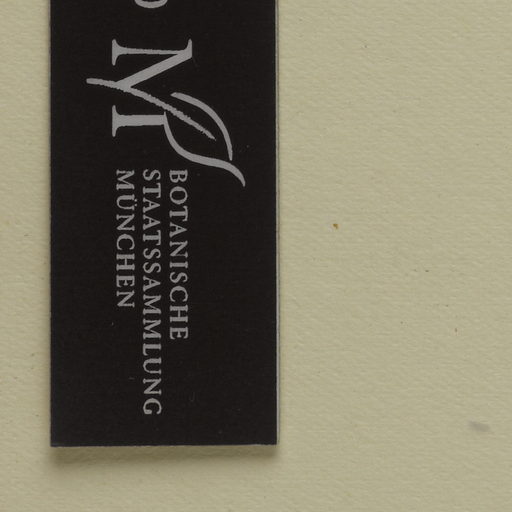 M
BOTANISCHE
STAATSSAMMLUNG
MÜNCHEN